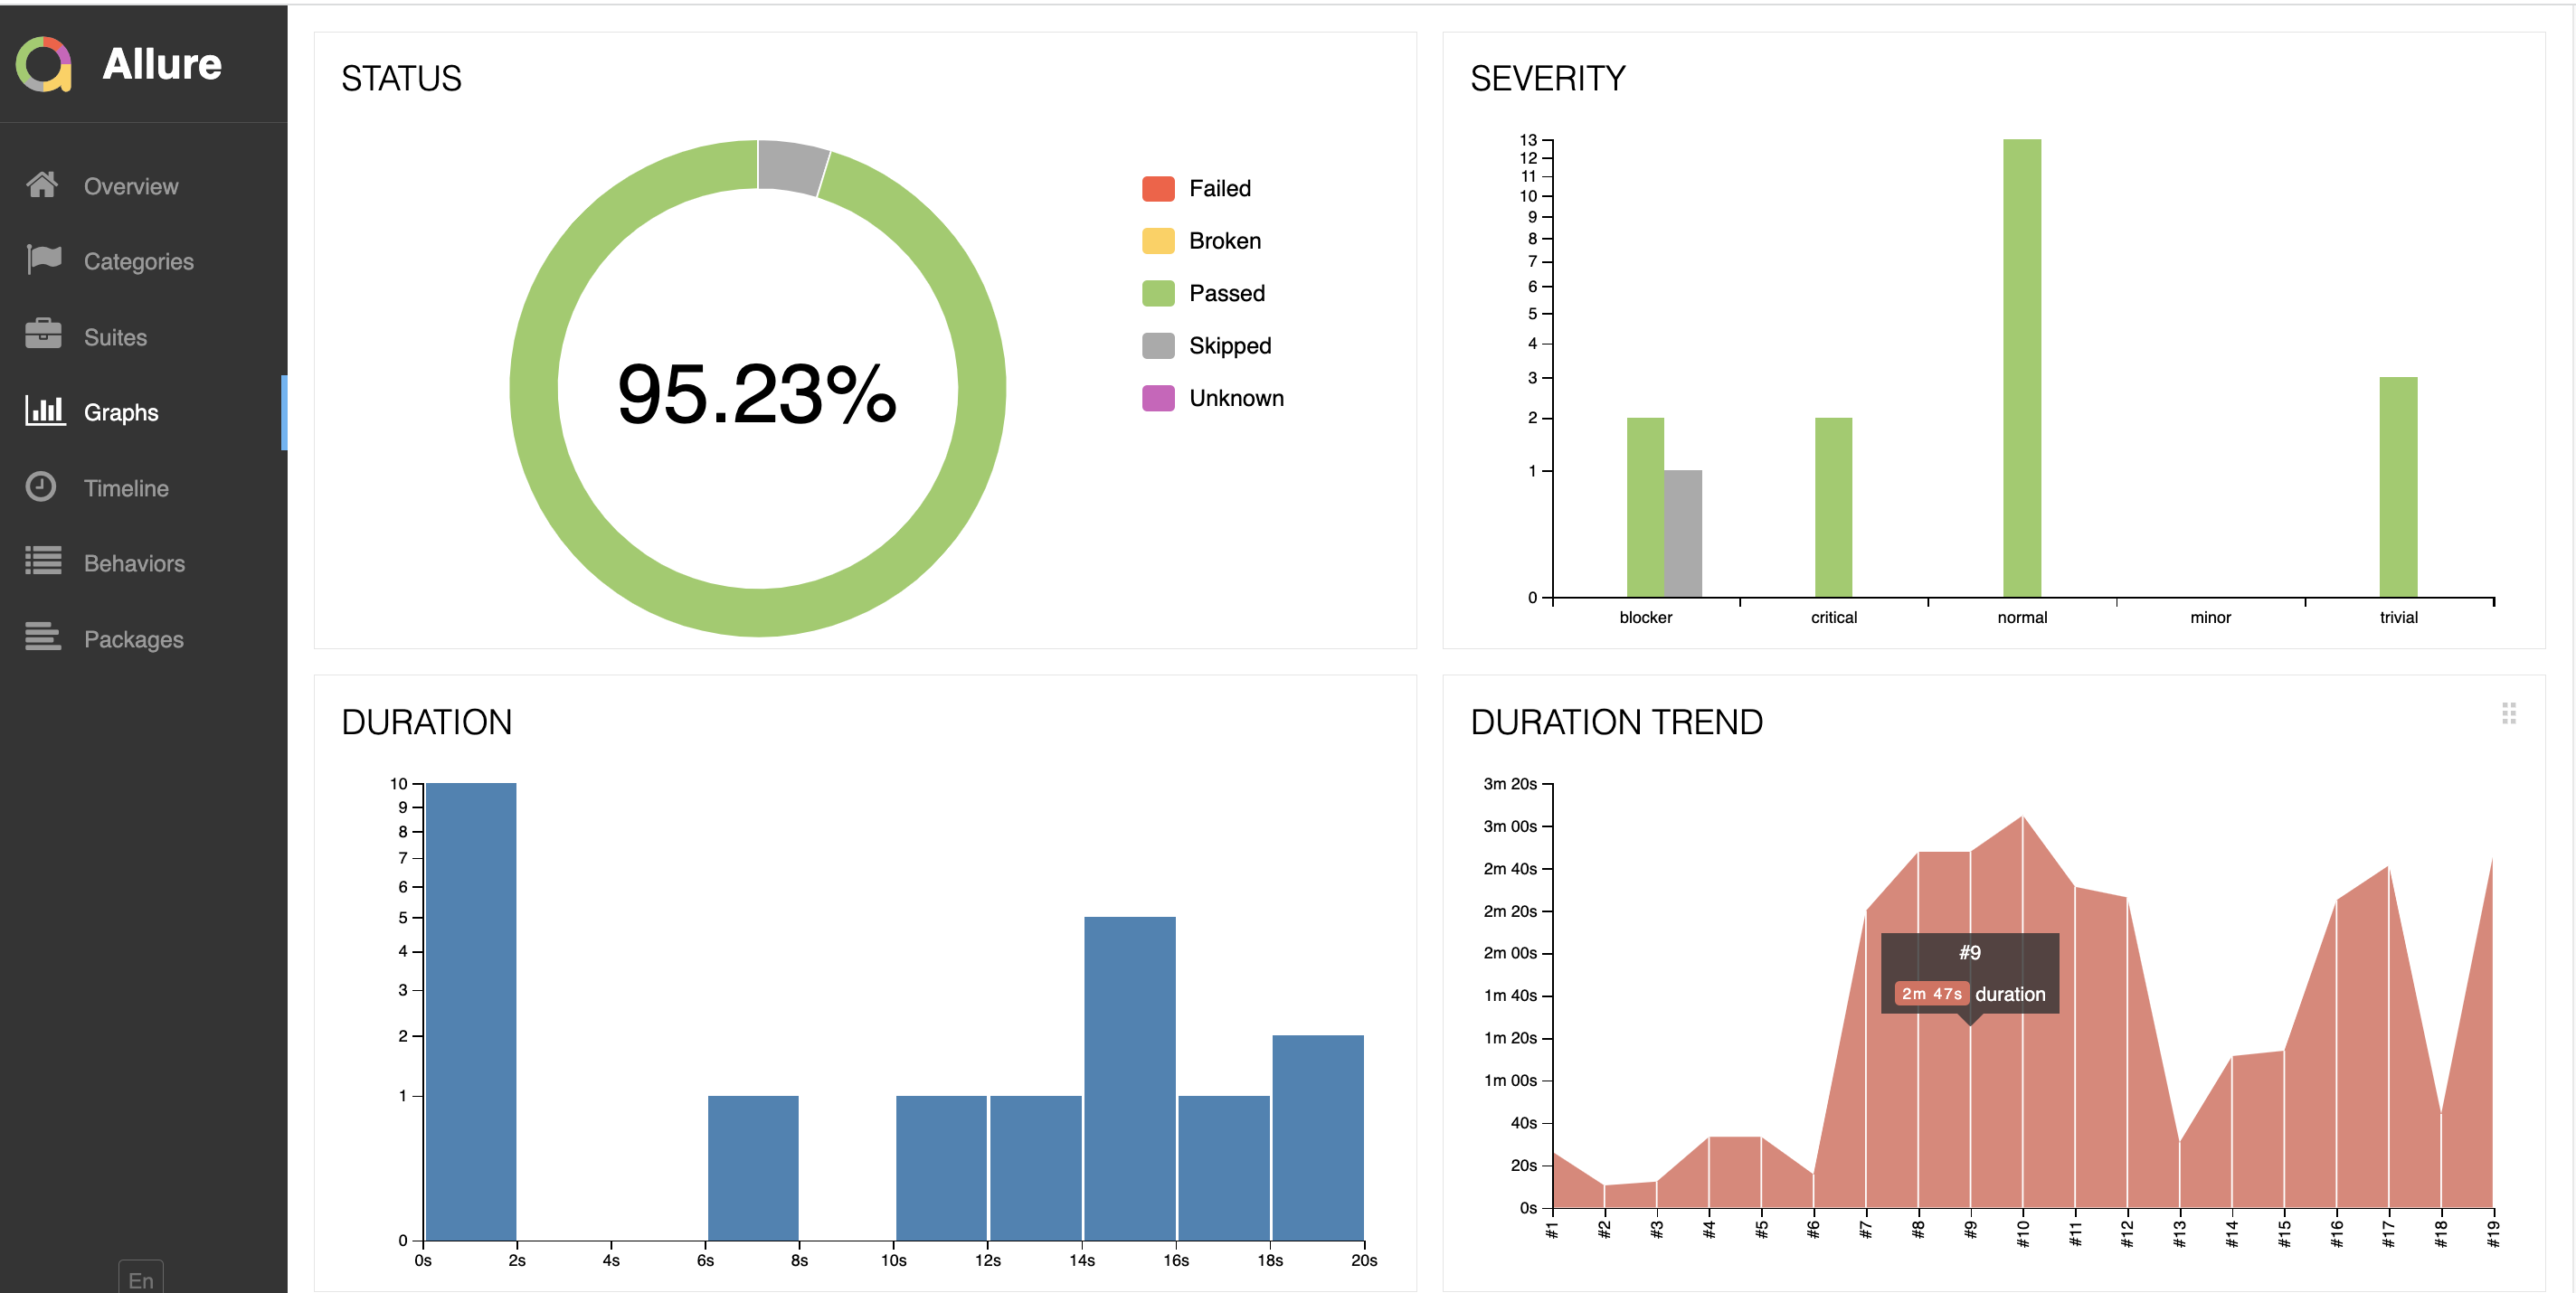 Allure
Overview
Categories
Suites
Graphs
Timeline
Behaviors
Packages
En
STATUS
95.23%
Failed
Broken
Passed
Skipped
Unknown
SEVERITY
13
12
11
10
9
8
7
6
5
4
3
2
1
0
blocker critical normal minor trivial
DURATION
10
9
8
7
6
5
4
3
2
1
0
0s 2s 4s 6s 8s 10s 12s 14s 16s 18s 20s
DURATION TREND
3m 20s
3m 00s
2m 40s
2m 20s
2m 00s
1m 40s
1m 20s
1m 00s
40s
20s
0s
#9
2m 47s duration
#1 #2 #3 #4 #5 #6 #7 #8 #9 #10 #11 #12 #13 #14 #15 #16 #17 #18 #19